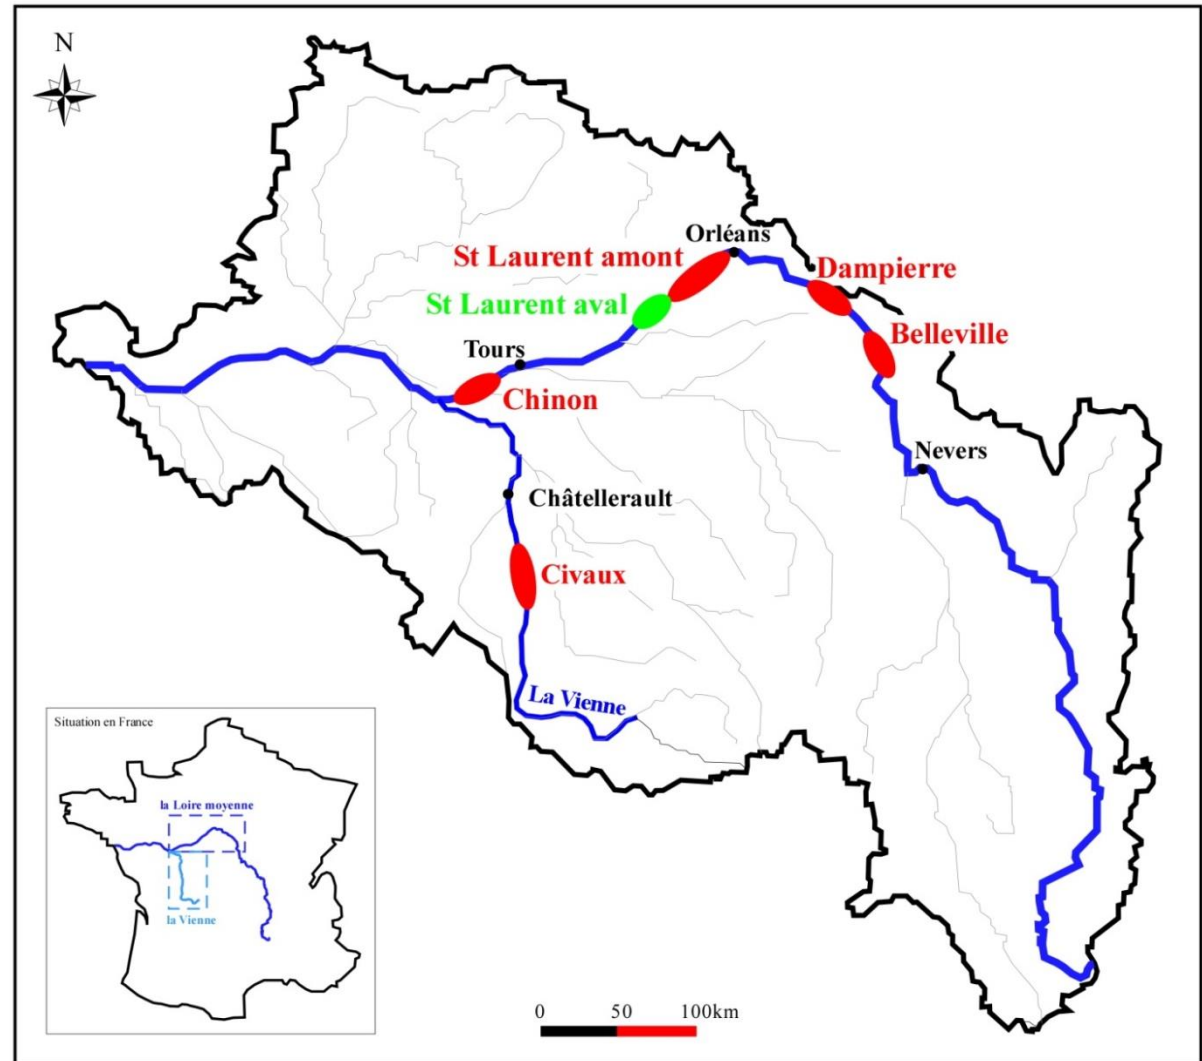 N
Orléans
St Laurent amont
Dampierre
St Laurent aval
Belleville
Tours
Chinon
Nevers
Châtellerault
Civaux
La Vienne
Situation en France
la Loire moyenne
la Vienne
0 50 100km